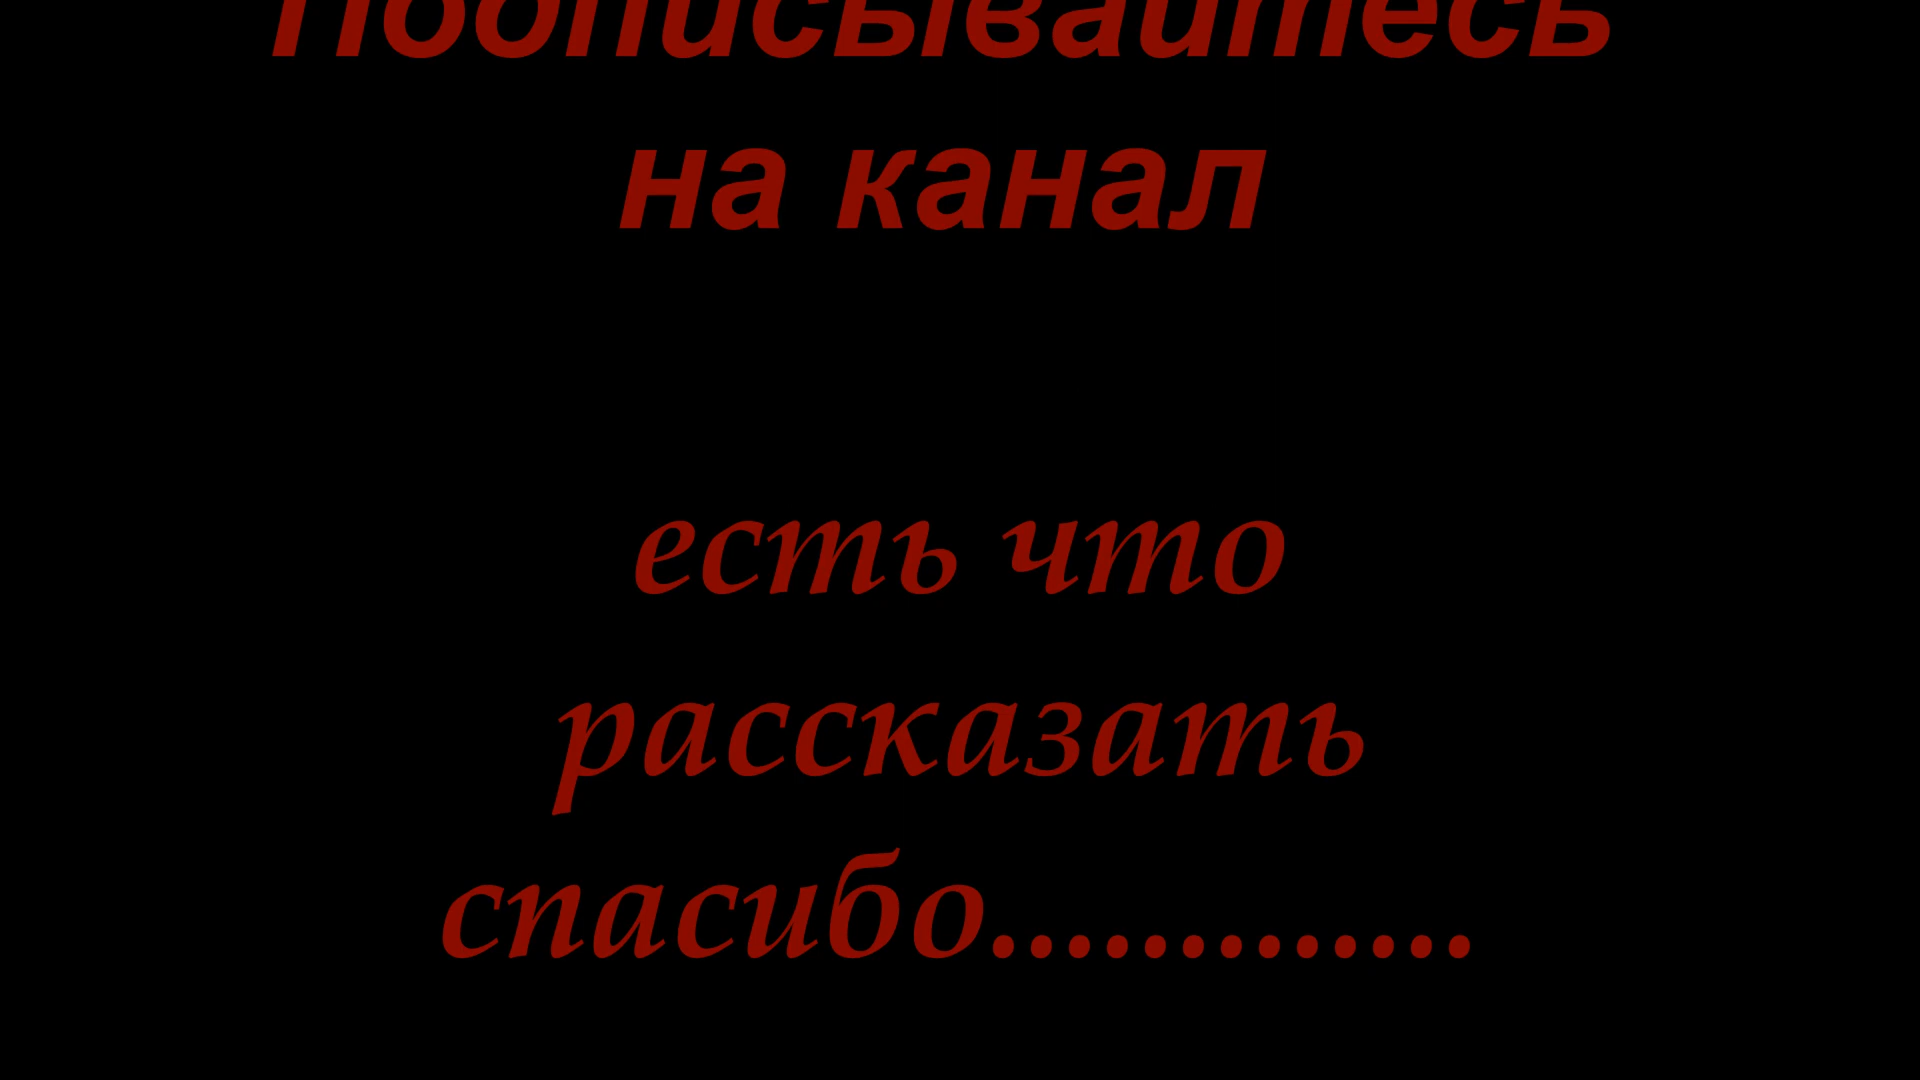 Подписывайтесь
на канал
есть что
рассказать
спасибо.............